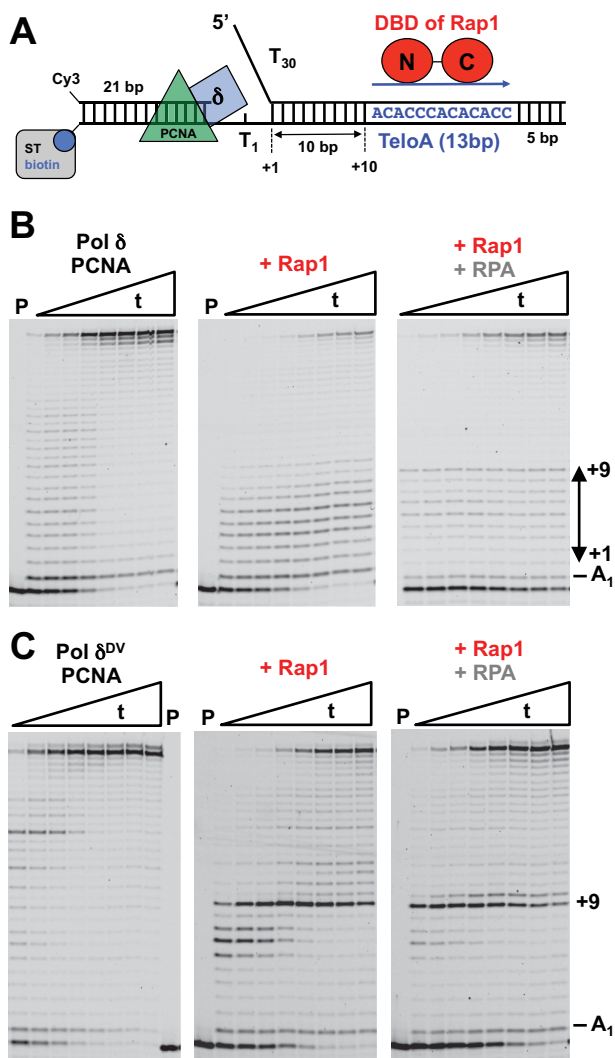 A
5’
DBD of Rap1
Cy3
21 bp
T30
N C
δ
PCNA
ACACCCACACACC
ST
biotin
T1
10 bp
TeloA (13bp)
5 bp
+1
+10
B
Pol δ
PCNA
+ Rap1
+ Rap1
+ RPA
P t
P t
P t
+9
+1
– A1
C
Pol δDV
PCNA
+ Rap1
+ Rap1
+ RPA
t P
P t
P t
+9
– A1